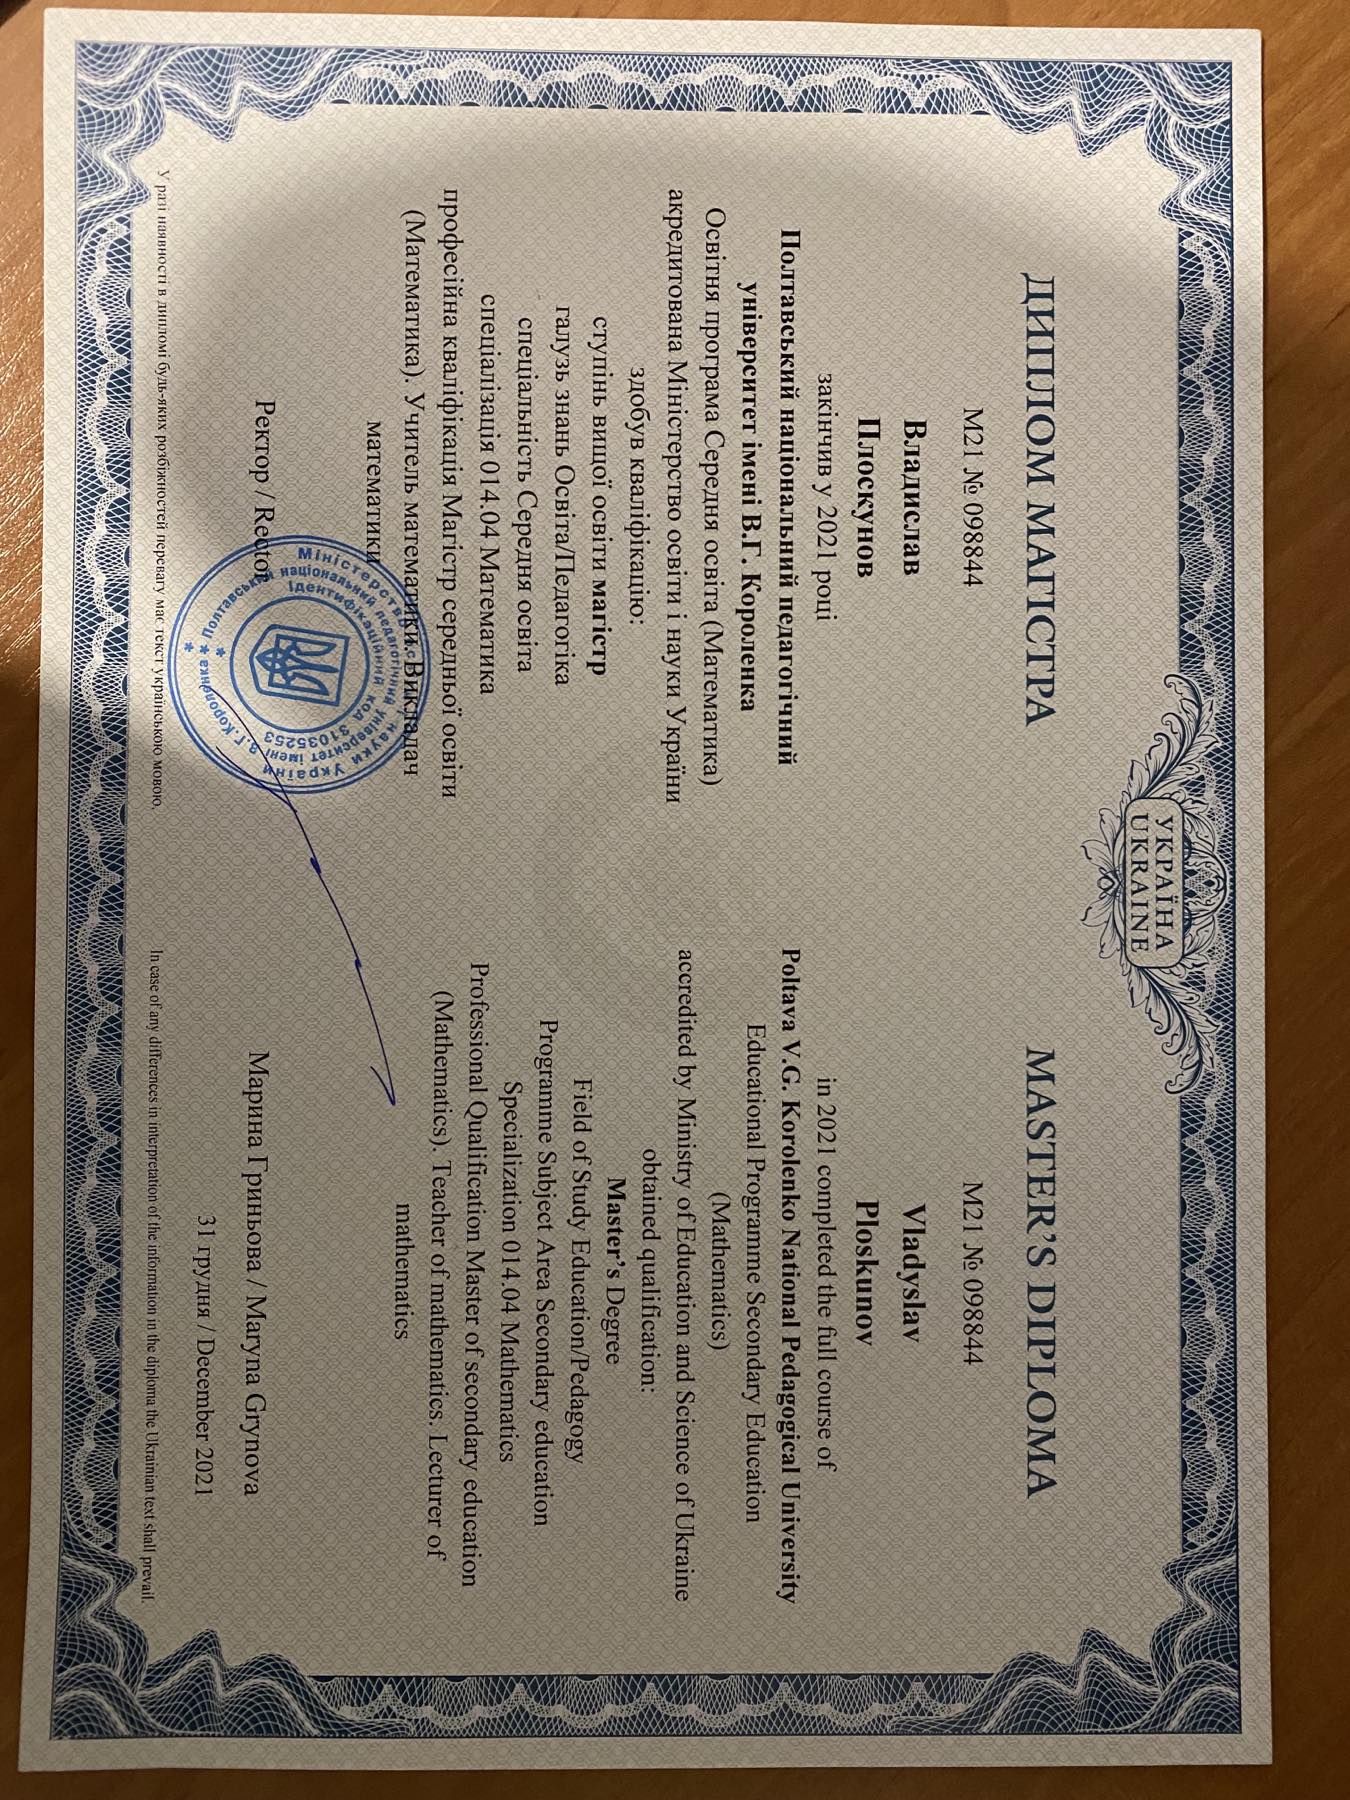 УКРАЇНА
UKRAINE
ДИПЛОМ МАГІСТРА
М21 № 098844
Владислав
Плоскунов
закінчив у 2021 році
Полтавський національний педагогічний
університет імені В.Г. Короленка
Освітня програма Середня освіта (Математика)
акредитована Міністерство освіти і науки України
здобув кваліфікацію:
ступінь вищої освіти магістр
галузь знань Освіта/Педагогіка
спеціальність Середня освіта
спеціалізація 014.04 Математика
професійна кваліфікація Магістр середньої освіти
(Математика). Учитель математики. Викладач
математики
MASTER’S DIPLOMA
M21 № 098844
Vladyslav
Ploskunov
in 2021 completed the full course of
Poltava V.G. Korolenko National Pedagogical University
Educational Programme Secondary Education
(Mathematics)
accredited by Ministry of Education and Science of Ukraine
obtained qualification:
Master’s Degree
Field of Study Education/Pedagogy
Programme Subject Area Secondary education
Specialization 014.04 Mathematics
Professional Qualification Master of secondary education
(Mathematics). Teacher of mathematics. Lecturer of
mathematics
Ректор / Rector
Міністерство освіти і науки України
Полтавський національний педагогічний університет імені В.Г.Короленка
Ідентифікаційний код 31035253
Марина Гриньова / Maryna Grynova
31 грудня / December 2021
У разі наявності в дипломі будь-яких розбіжностей перевагу має текст українською мовою.
In case of any differences in interpretation of the information in the diploma the Ukrainian text shall prevail.